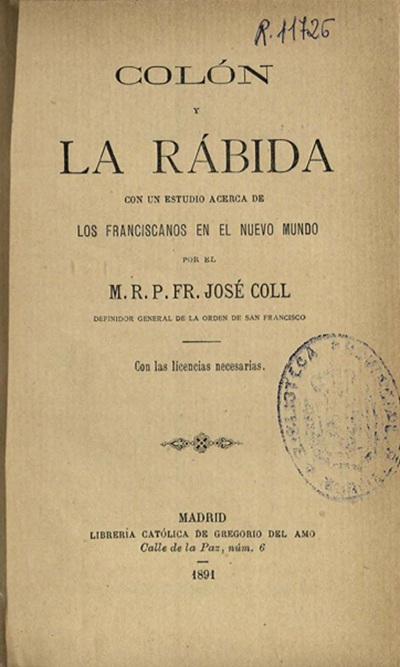 R. 11725
COLÓN
Y
LA RÁBIDA
CON UN ESTUDIO ACERCA DE
LOS FRANCISCANOS EN EL NUEVO MUNDO
POR EL
M. R. P. FR. JOSÉ COLL
DEFINIDOR GENERAL DE LA ORDEN DE SAN FRANCISCO
Con las licencias necesarias.
BIBLIOTECA PROVINCIAL
MADRID
LIBRERÍA CATÓLICA DE GREGORIO DEL AMO
Calle de la Paz, núm. 6
1891